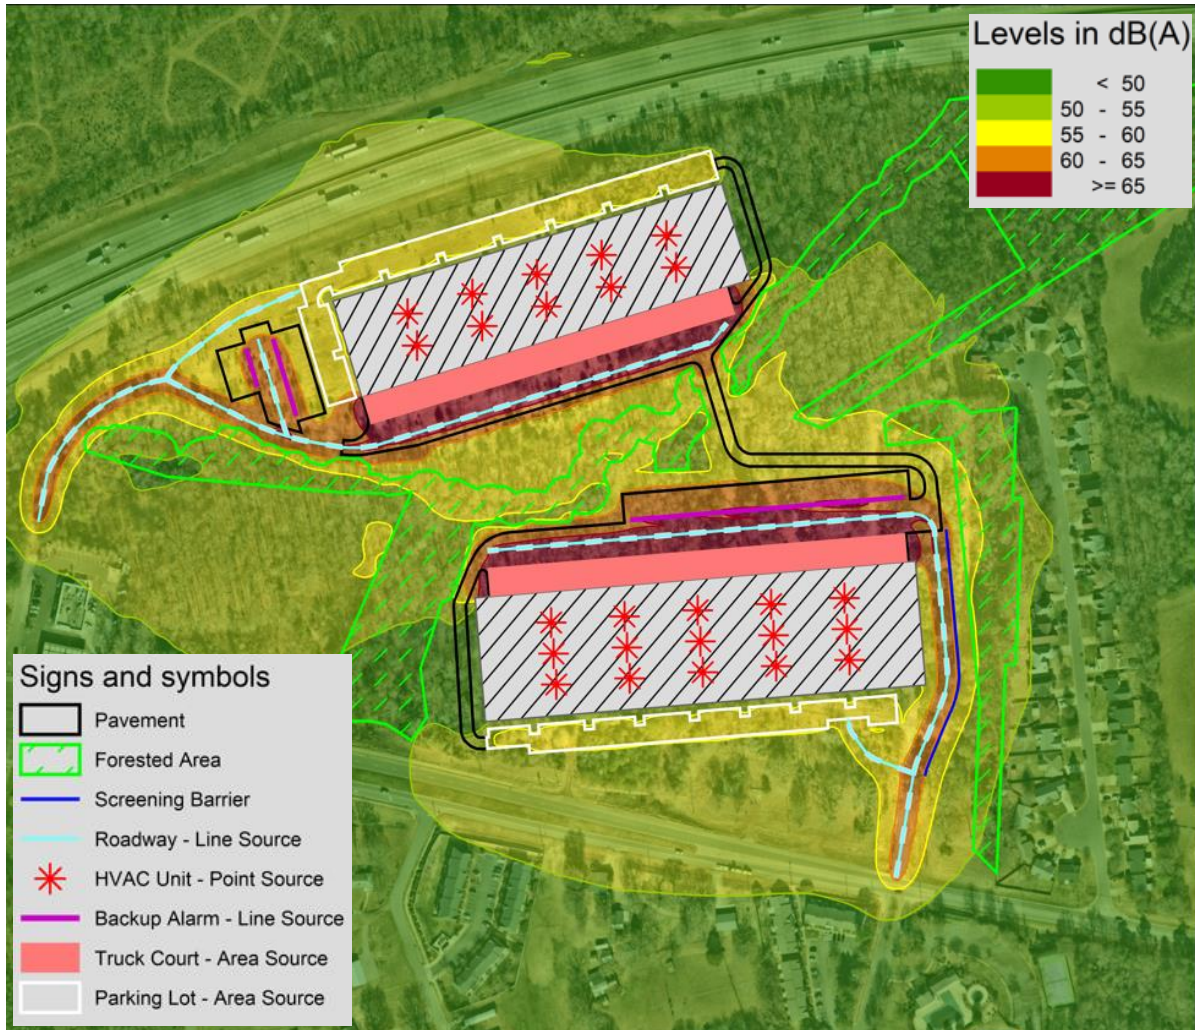 Levels in dB(A)
< 50
50 - 55
55 - 60
60 - 65
>= 65
Signs and symbols
Pavement
Forested Area
Screening Barrier
Roadway - Line Source
HVAC Unit - Point Source
Backup Alarm - Line Source
Truck Court - Area Source
Parking Lot - Area Source